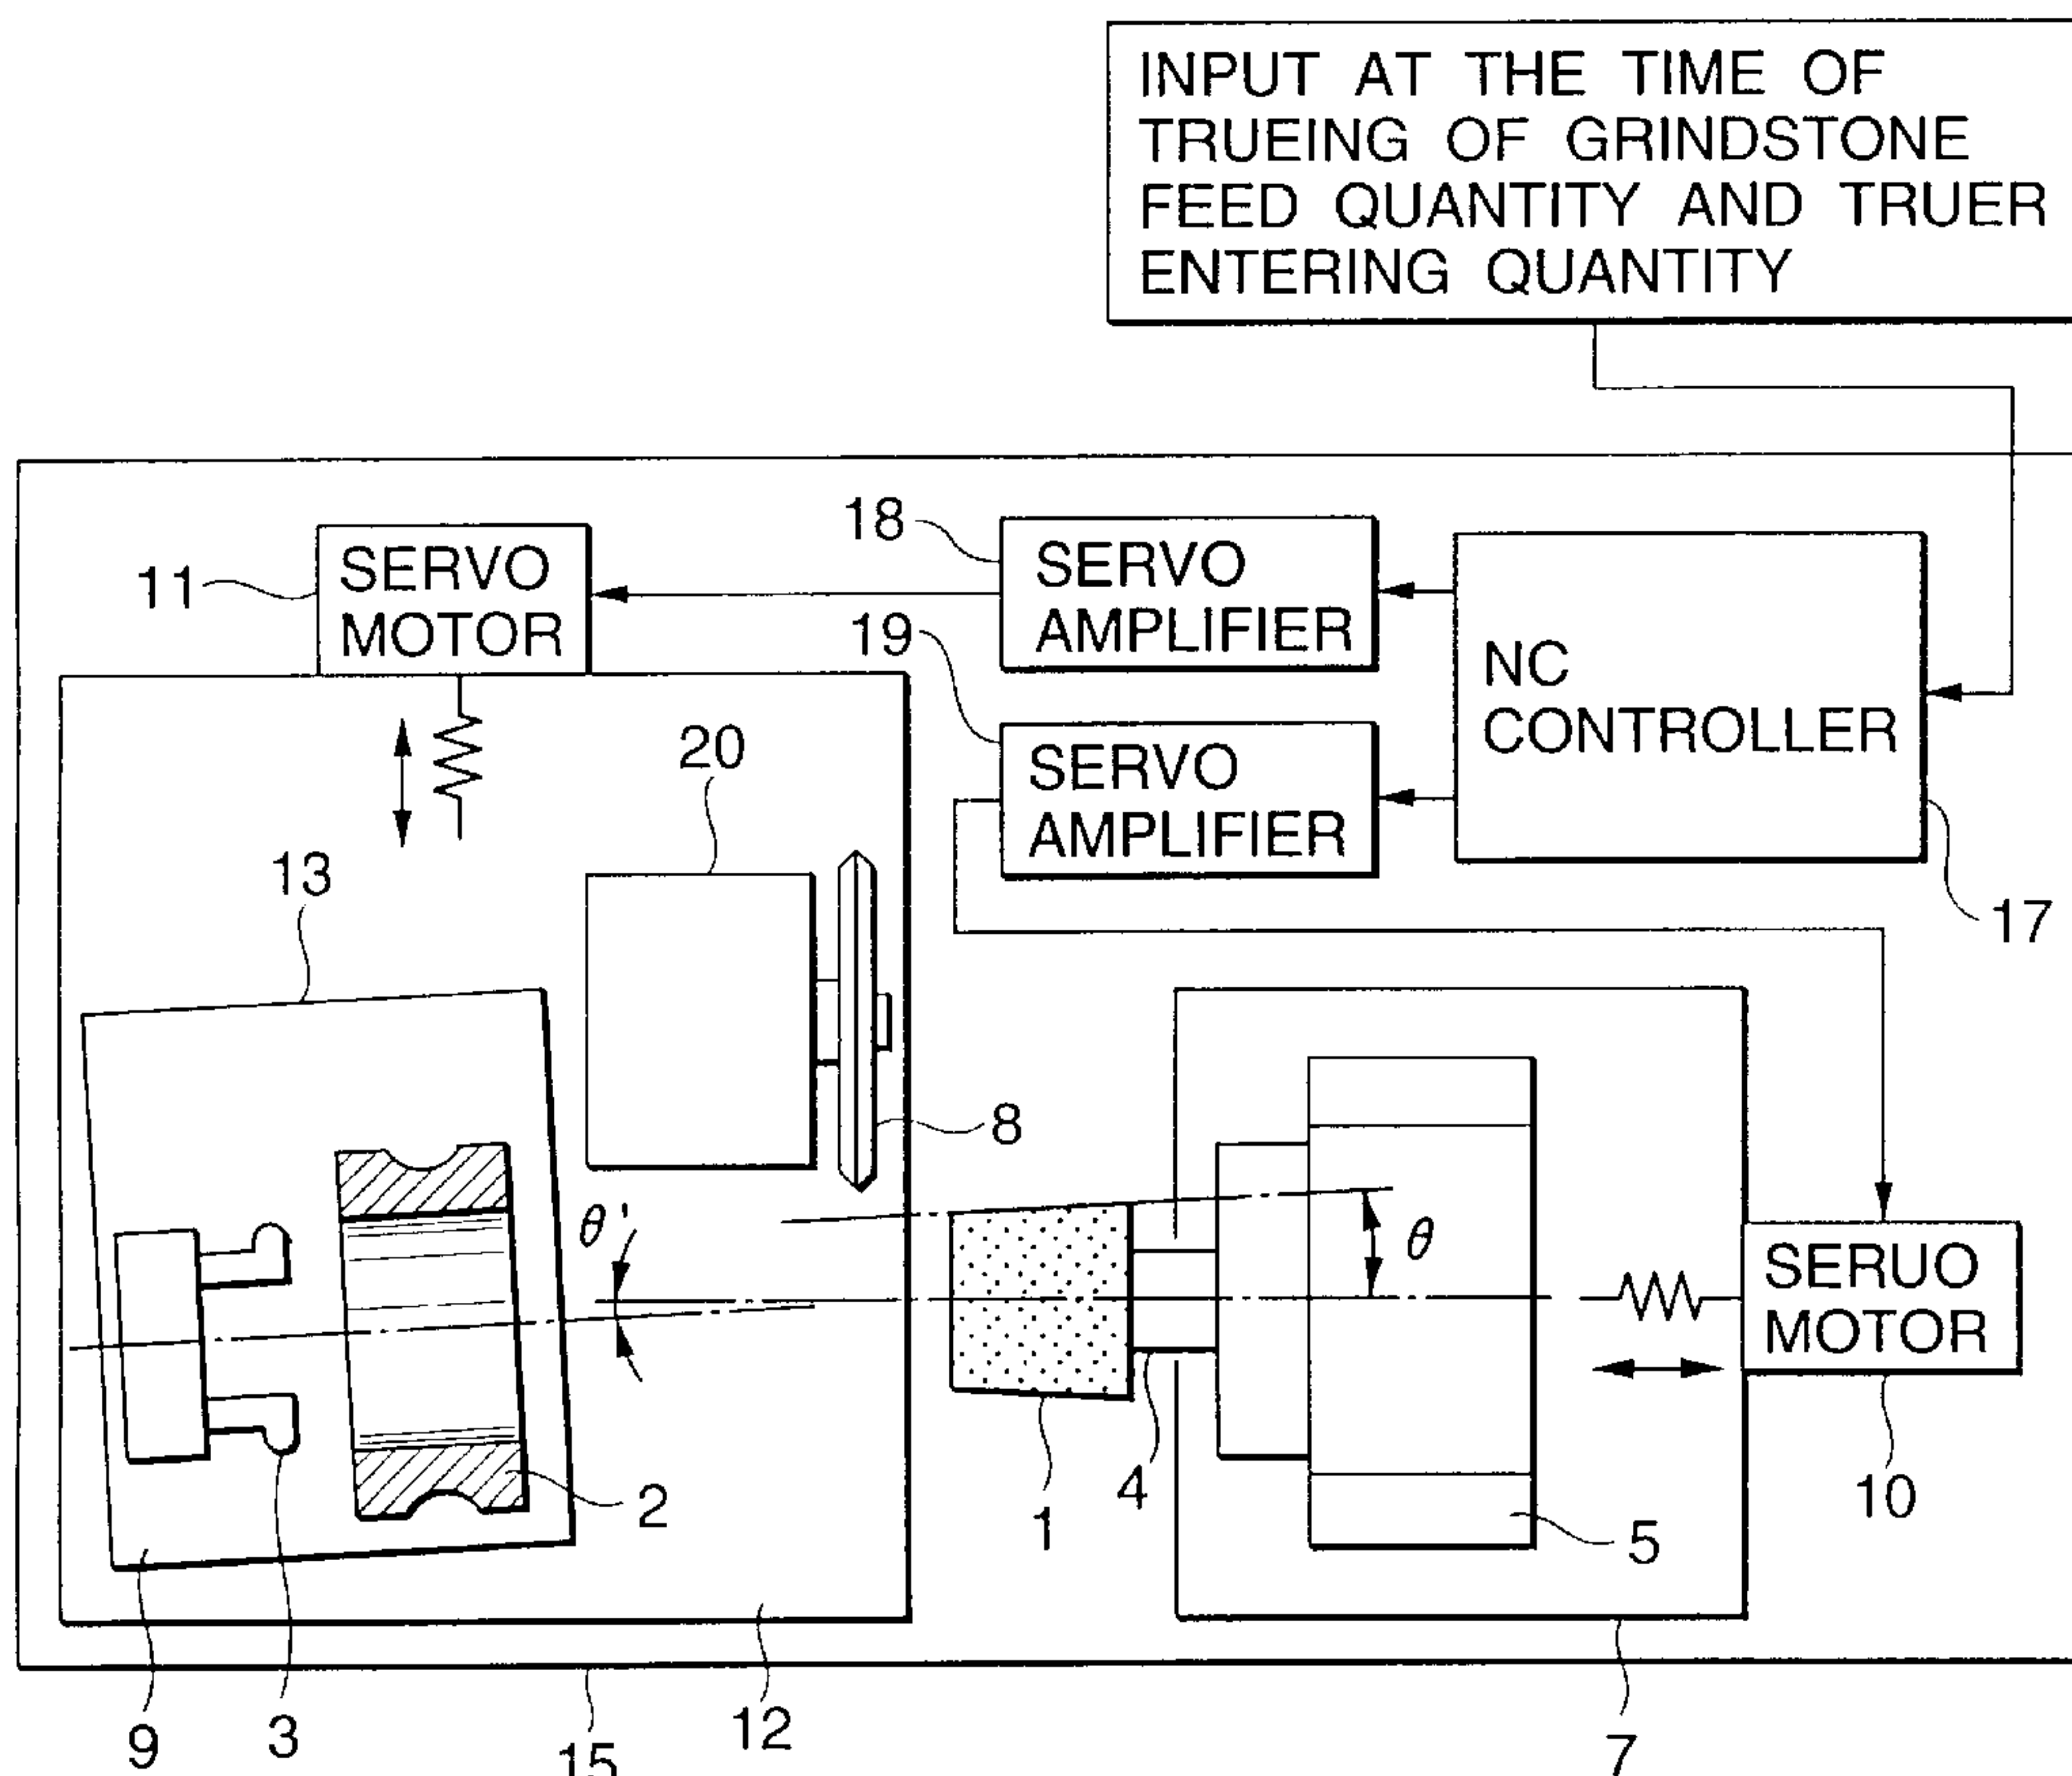 INPUT AT THE TIME OF
TRUEING OF GRINDSTONE
FEED QUANTITY AND TRUER
ENTERING QUANTITY
18
SERVO
AMPLIFIER
11
SERVO
MOTOR
19
SERVO
AMPLIFIER
NC
CONTROLLER
20
13
17
8
θ'
θ
SERUO
MOTOR
2
1
4
5
10
9
3
15
12
7